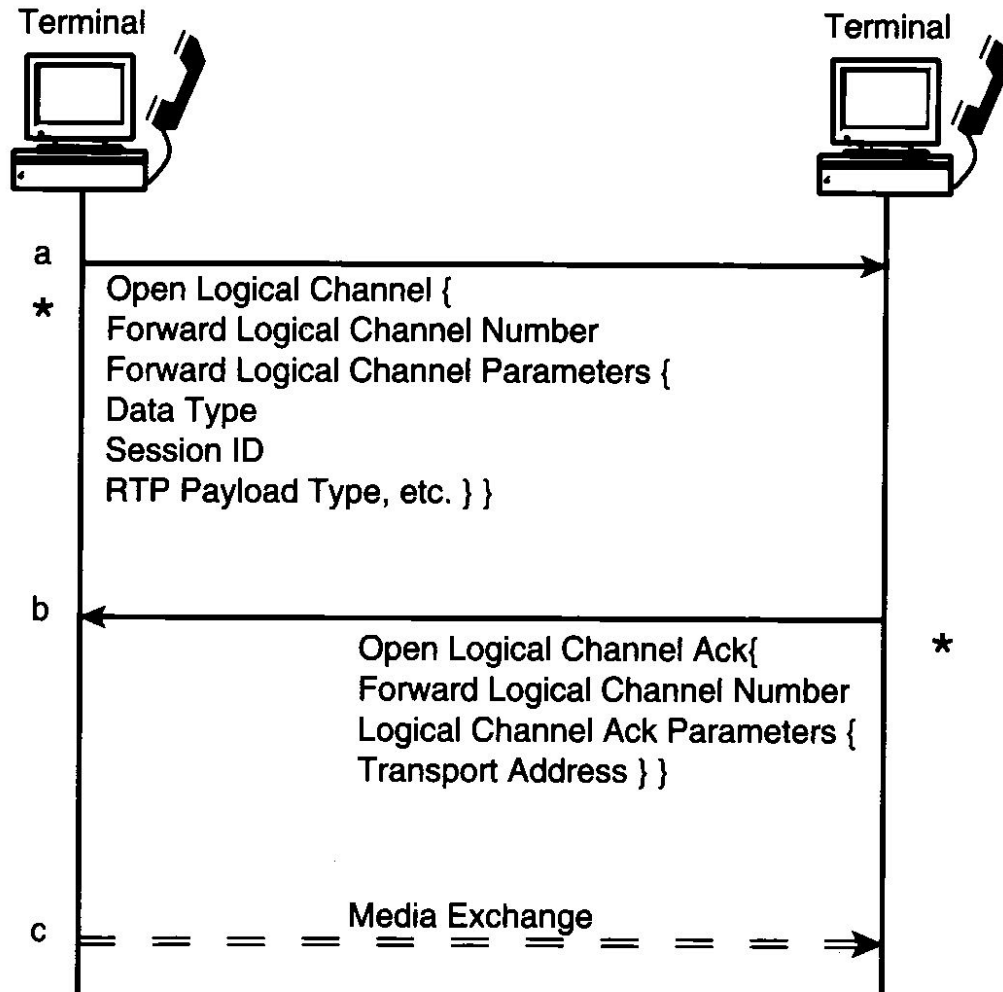 Terminal
Terminal
a
*
Open Logical Channel {
Forward Logical Channel Number
Forward Logical Channel Parameters {
Data Type
Session ID
RTP Payload Type, etc. } }
b
*
Open Logical Channel Ack{
Forward Logical Channel Number
Logical Channel Ack Parameters {
Transport Address } }
c
Media Exchange